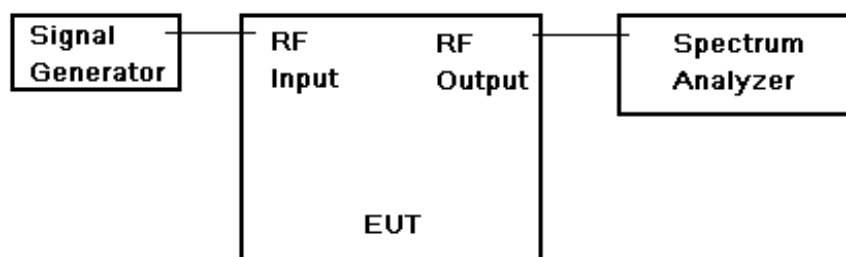 Signal
Generator
RF
Input
RF
Output
Spectrum
Analyzer
EUT